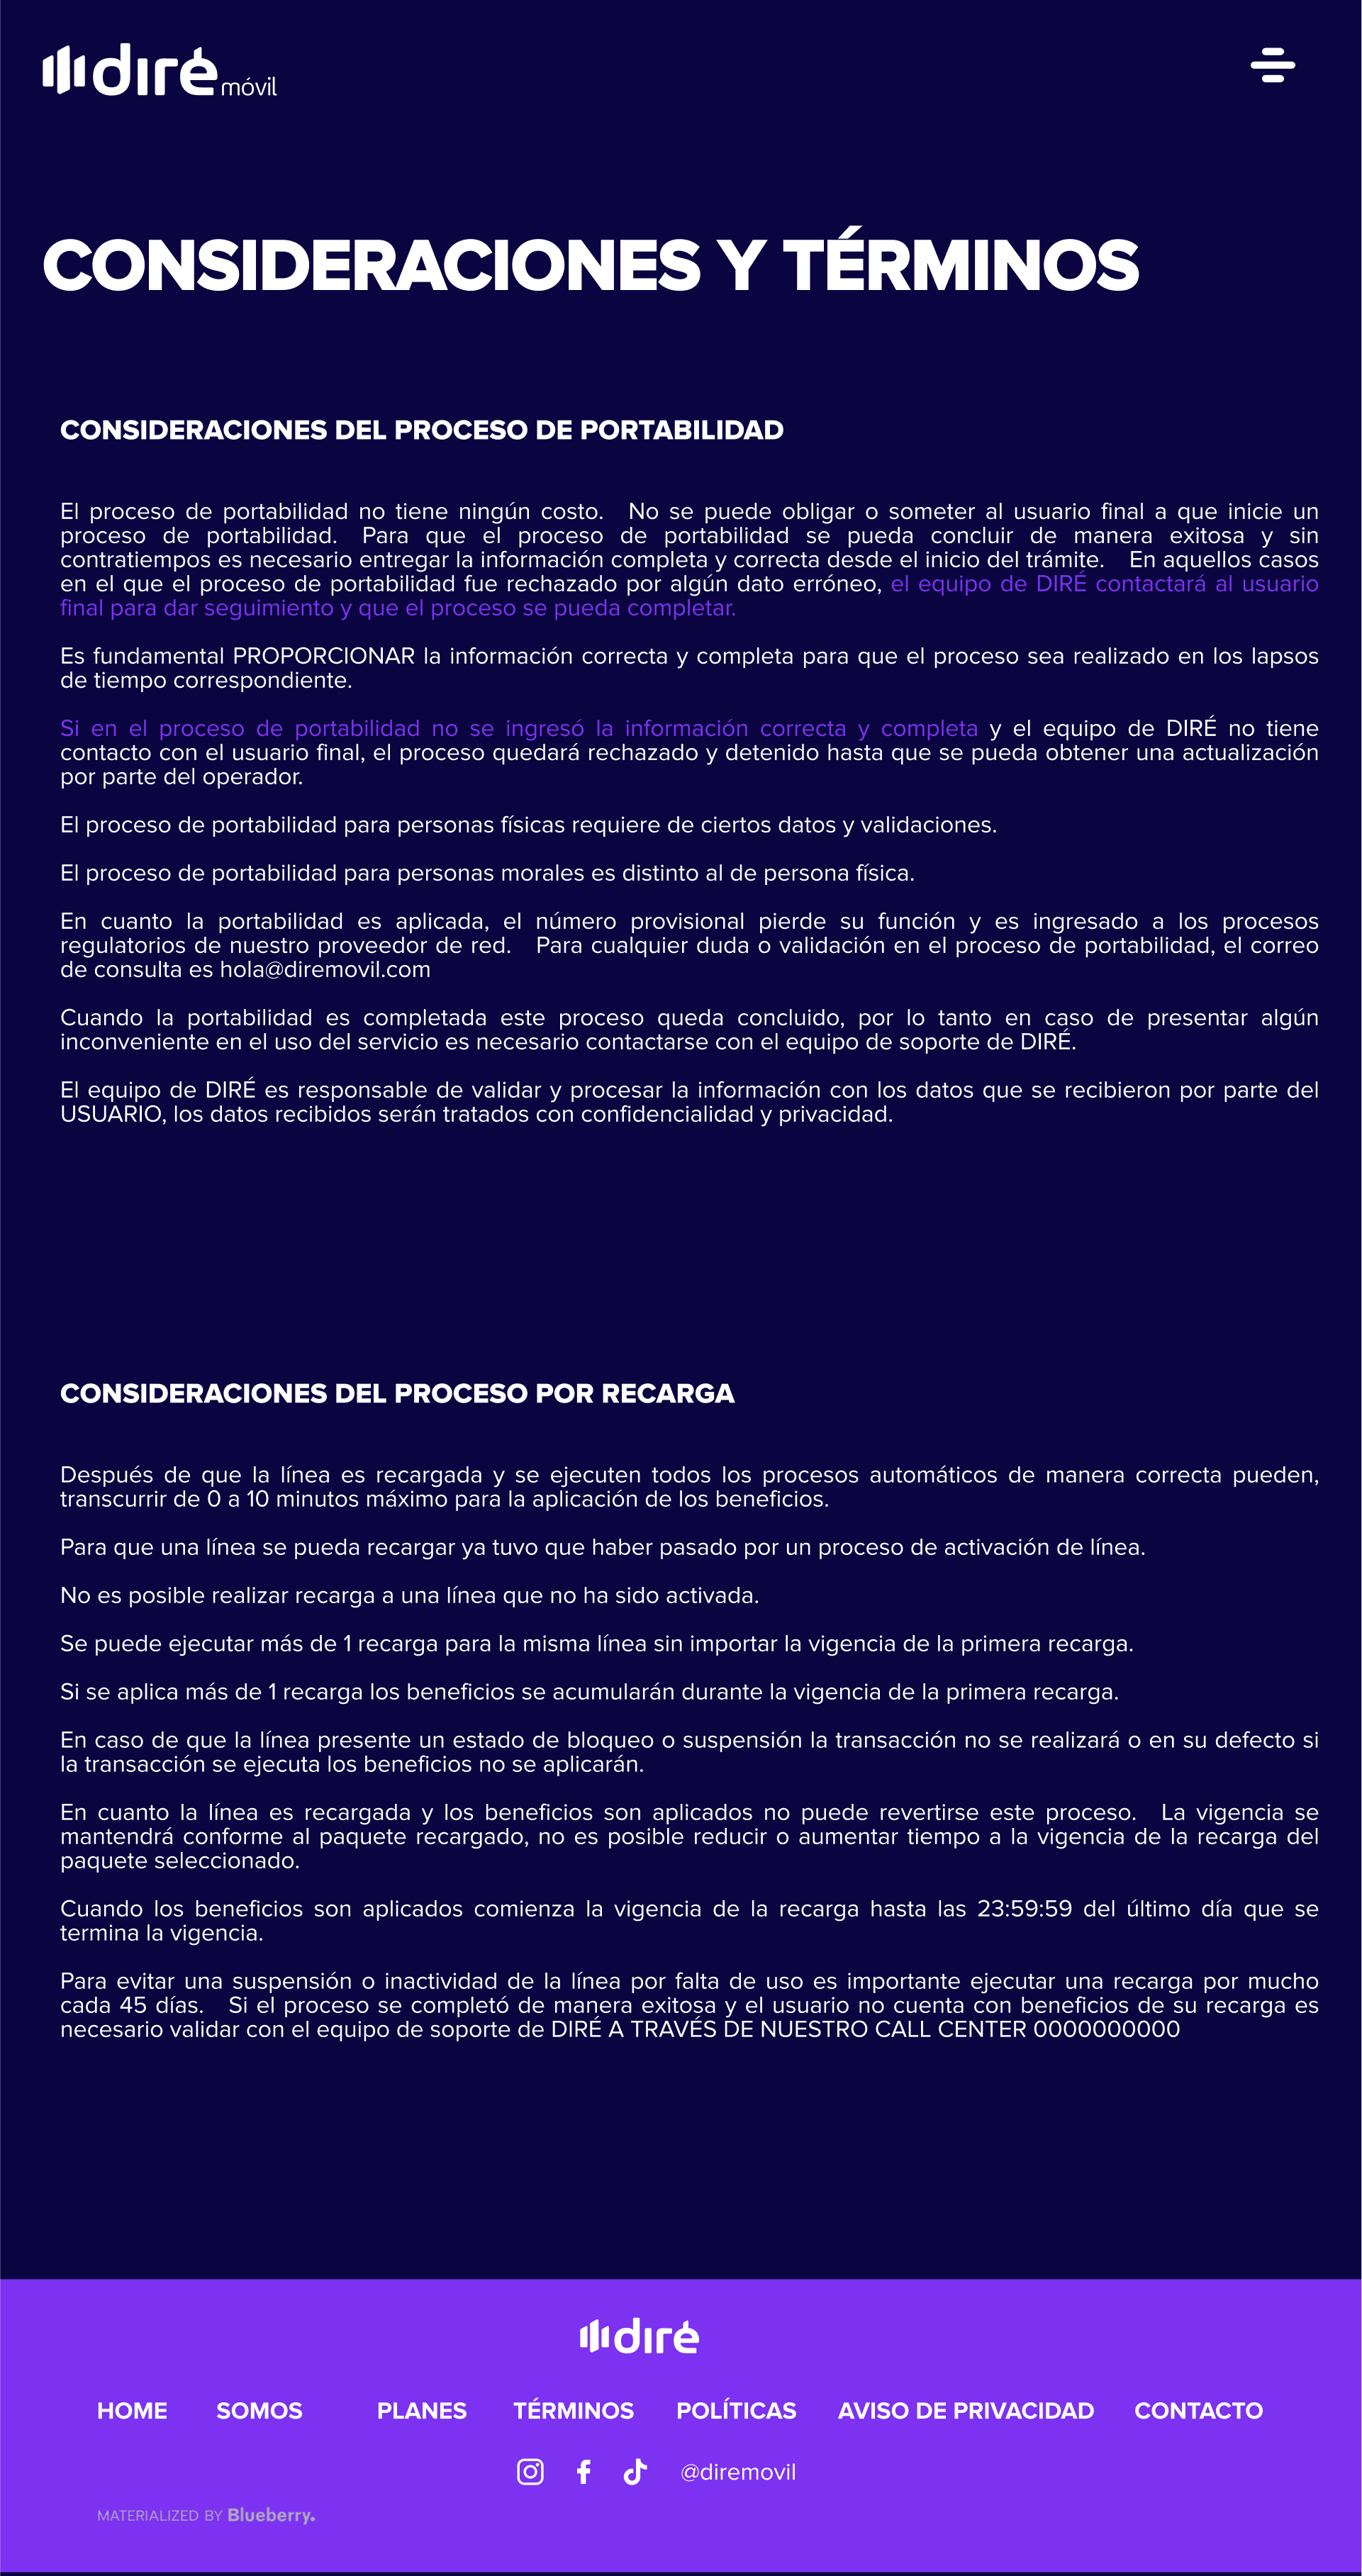 diré móvil
CONSIDERACIONES Y TÉRMINOS
CONSIDERACIONES DEL PROCESO DE PORTABILIDAD
El proceso de portabilidad no tiene ningún costo. No se puede obligar o someter al usuario final a que inicie un
proceso de portabilidad. Para que el proceso de portabilidad se pueda concluir de manera exitosa y sin
contratiempos es necesario entregar la información completa y correcta desde el inicio del trámite. En aquellos casos
en el que el proceso de portabilidad fue rechazado por algún dato erróneo, el equipo de DIRÉ contactará al usuario
final para dar seguimiento y que el proceso se pueda completar.
Es fundamental PROPORCIONAR la información correcta y completa para que el proceso sea realizado en los lapsos
de tiempo correspondiente.
Si en el proceso de portabilidad no se ingresó la información correcta y completa y el equipo de DIRÉ no tiene
contacto con el usuario final, el proceso quedará rechazado y detenido hasta que se pueda obtener una actualización
por parte del operador.
El proceso de portabilidad para personas físicas requiere de ciertos datos y validaciones.
El proceso de portabilidad para personas morales es distinto al de persona física.
En cuanto la portabilidad es aplicada, el número provisional pierde su función y es ingresado a los procesos
regulatorios de nuestro proveedor de red. Para cualquier duda o validación en el proceso de portabilidad, el correo
de consulta es hola@diremovil.com
Cuando la portabilidad es completada este proceso queda concluido, por lo tanto en caso de presentar algún
inconveniente en el uso del servicio es necesario contactarse con el equipo de soporte de DIRÉ.
El equipo de DIRÉ es responsable de validar y procesar la información con los datos que se recibieron por parte del
USUARIO, los datos recibidos serán tratados con confidencialidad y privacidad.
CONSIDERACIONES DEL PROCESO POR RECARGA
Después de que la línea es recargada y se ejecuten todos los procesos automáticos de manera correcta pueden,
transcurrir de 0 a 10 minutos máximo para la aplicación de los beneficios.
Para que una línea se pueda recargar ya tuvo que haber pasado por un proceso de activación de línea.
No es posible realizar recarga a una línea que no ha sido activada.
Se puede ejecutar más de 1 recarga para la misma línea sin importar la vigencia de la primera recarga.
Si se aplica más de 1 recarga los beneficios se acumularán durante la vigencia de la primera recarga.
En caso de que la línea presente un estado de bloqueo o suspensión la transacción no se realizará o en su defecto si
la transacción se ejecuta los beneficios no se aplicarán.
En cuanto la línea es recargada y los beneficios son aplicados no puede revertirse este proceso. La vigencia se
mantendrá conforme al paquete recargado, no es posible reducir o aumentar tiempo a la vigencia de la recarga del
paquete seleccionado.
Cuando los beneficios son aplicados comienza la vigencia de la recarga hasta las 23:59:59 del último día que se
termina la vigencia.
Para evitar una suspensión o inactividad de la línea por falta de uso es importante ejecutar una recarga por mucho
cada 45 días. Si el proceso se completó de manera exitosa y el usuario no cuenta con beneficios de su recarga es
necesario validar con el equipo de soporte de DIRÉ A TRAVÉS DE NUESTRO CALL CENTER 0000000000
diré
HOME SOMOS PLANES TÉRMINOS POLÍTICAS AVISO DE PRIVACIDAD CONTACTO
@diremovil
MATERIALIZED BY Blueberry.